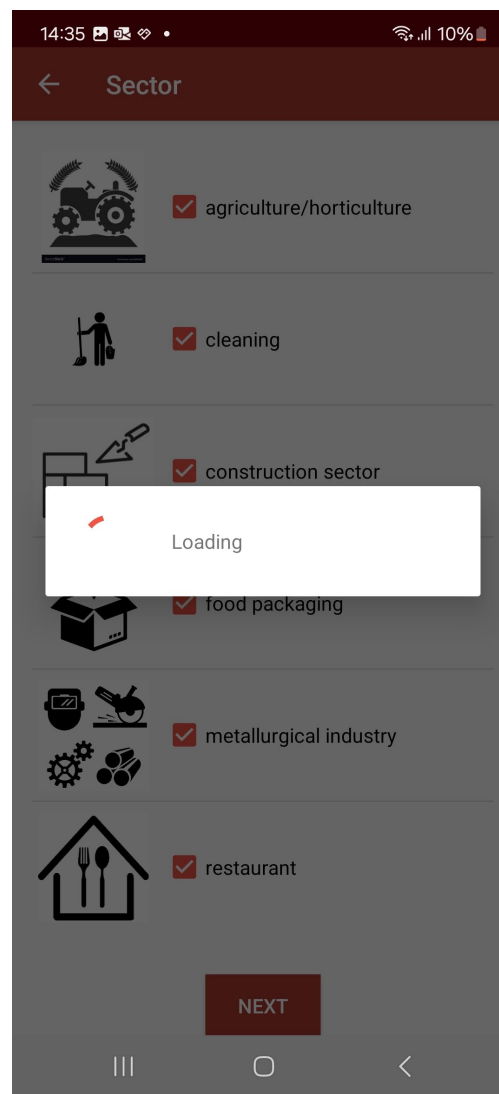 14:35
10%
Sector
agriculture/horticulture
cleaning
construction sector
Loading
food packaging
metallurgical industry
restaurant
NEXT